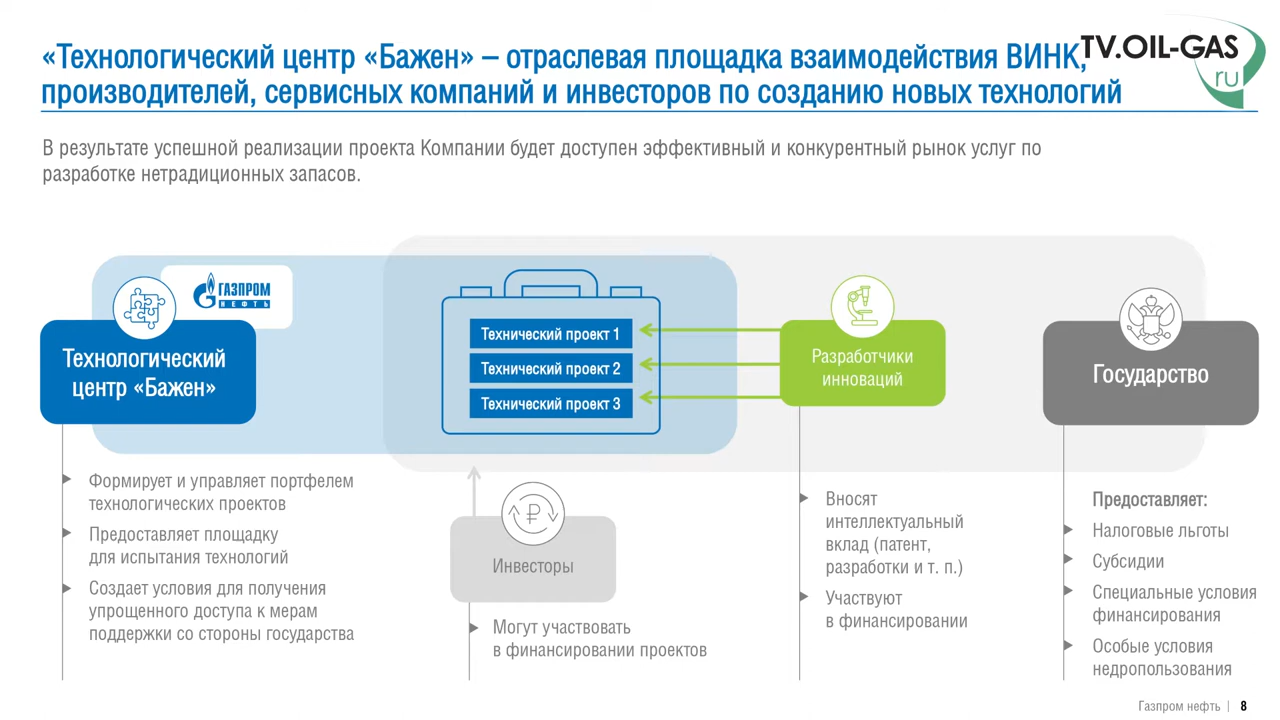 «Технологический центр «Бажен» – отраслевая площадка взаимодействия ВИНК,
производителей, сервисных компаний и инвесторов по созданию новых технологий
TV.OIL-GAS
ru
В результате успешной реализации проекта Компании будет доступен эффективный и конкурентный рынок услуг по
разработке нетрадиционных запасов.
ГАЗПРОМ
НЕФТЬ
Технологический
центр «Бажен»
Формирует и управляет портфелем
технологических проектов
Предоставляет площадку
для испытания технологий
Создает условия для получения
упрощенного доступа к мерам
поддержки со стороны государства
Технический проект 1
Технический проект 2
Технический проект 3
₽
Инвесторы
Могут участвовать
в финансировании проектов
Разработчики
инноваций
Вносят
интеллектуальный
вклад (патент,
разработки и т. п.)
Участвуют
в финансировании
Государство
Предоставляет:
Налоговые льготы
Субсидии
Специальные условия
финансирования
Особые условия
недропользования
Газпром нефть | 8